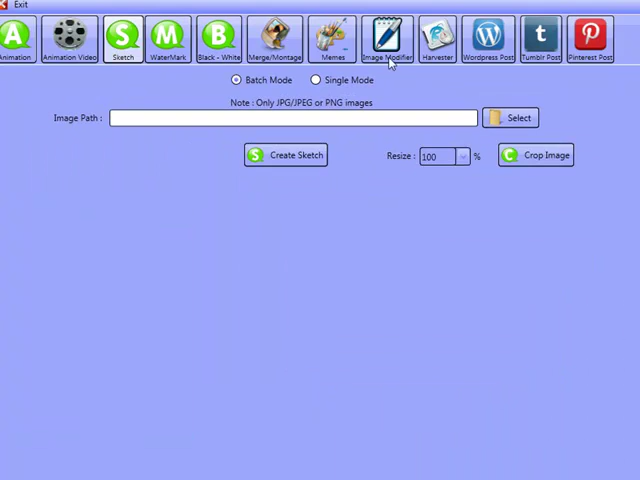 Exit
A S M B W t P
Animation Animation Video Sketch WaterMark Black - White Merge/Montage Memes Image Modifier Harvester Wordpress Post Tumblr Post Pinterest Post
Batch Mode Single Mode
Note : Only JPG/JPEG or PNG images
Image Path : Select
S Create Sketch Resize : 100 % C Crop Image